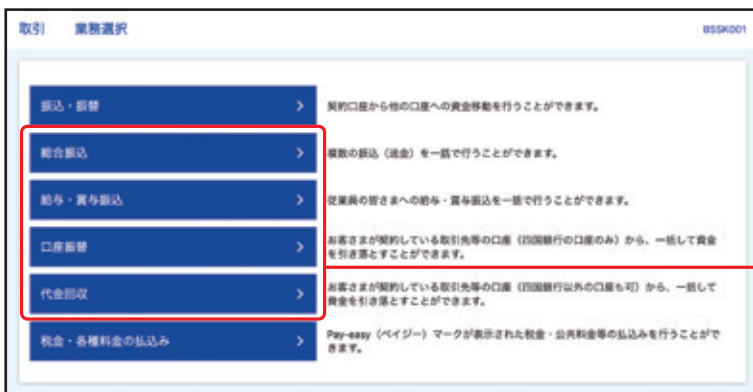 取引 業務選択 BSSK001
振込・振替 契約口座から他の口座への資金移動を行うことができます。
総合振込 複数の振込（送金）を一括で行うことができます。
給与・賞与振込 従業員の皆さまへの給与・賞与振込を一括で行うことができます。
口座振替 お客さまが契約している取引先等の口座（四国銀行の口座のみ）から、一括して資金
を引き落とすことができます。
代金回収 お客さまが契約している取引先等の口座（四国銀行以外の口座も可）から、一括して
資金を引き落とすことができます。
税金・各種料金の払込み Pay-easy（ペイジー）マークが表示された税金・公共料金等の払込みを行うことがで
きます。